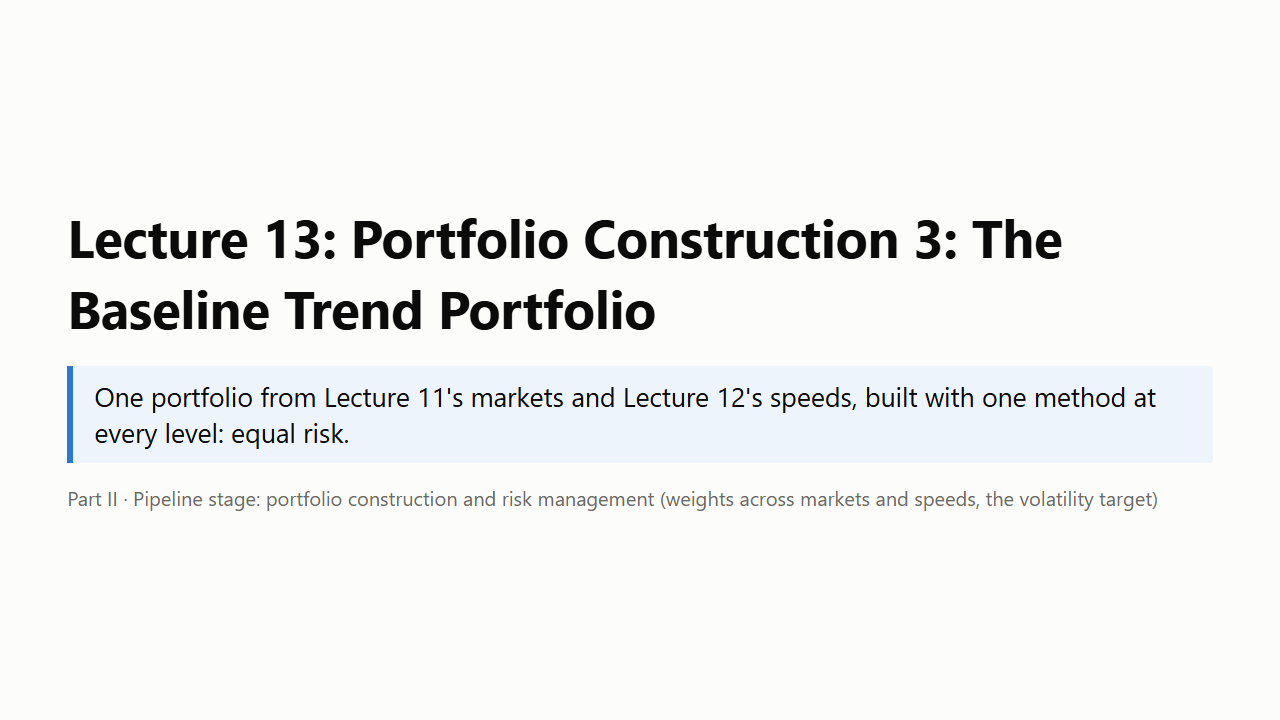 Lecture 13: Portfolio Construction 3: The
Baseline Trend Portfolio
One portfolio from Lecture 11's markets and Lecture 12's speeds, built with one method at
every level: equal risk.
Part II · Pipeline stage: portfolio construction and risk management (weights across markets and speeds, the volatility target)